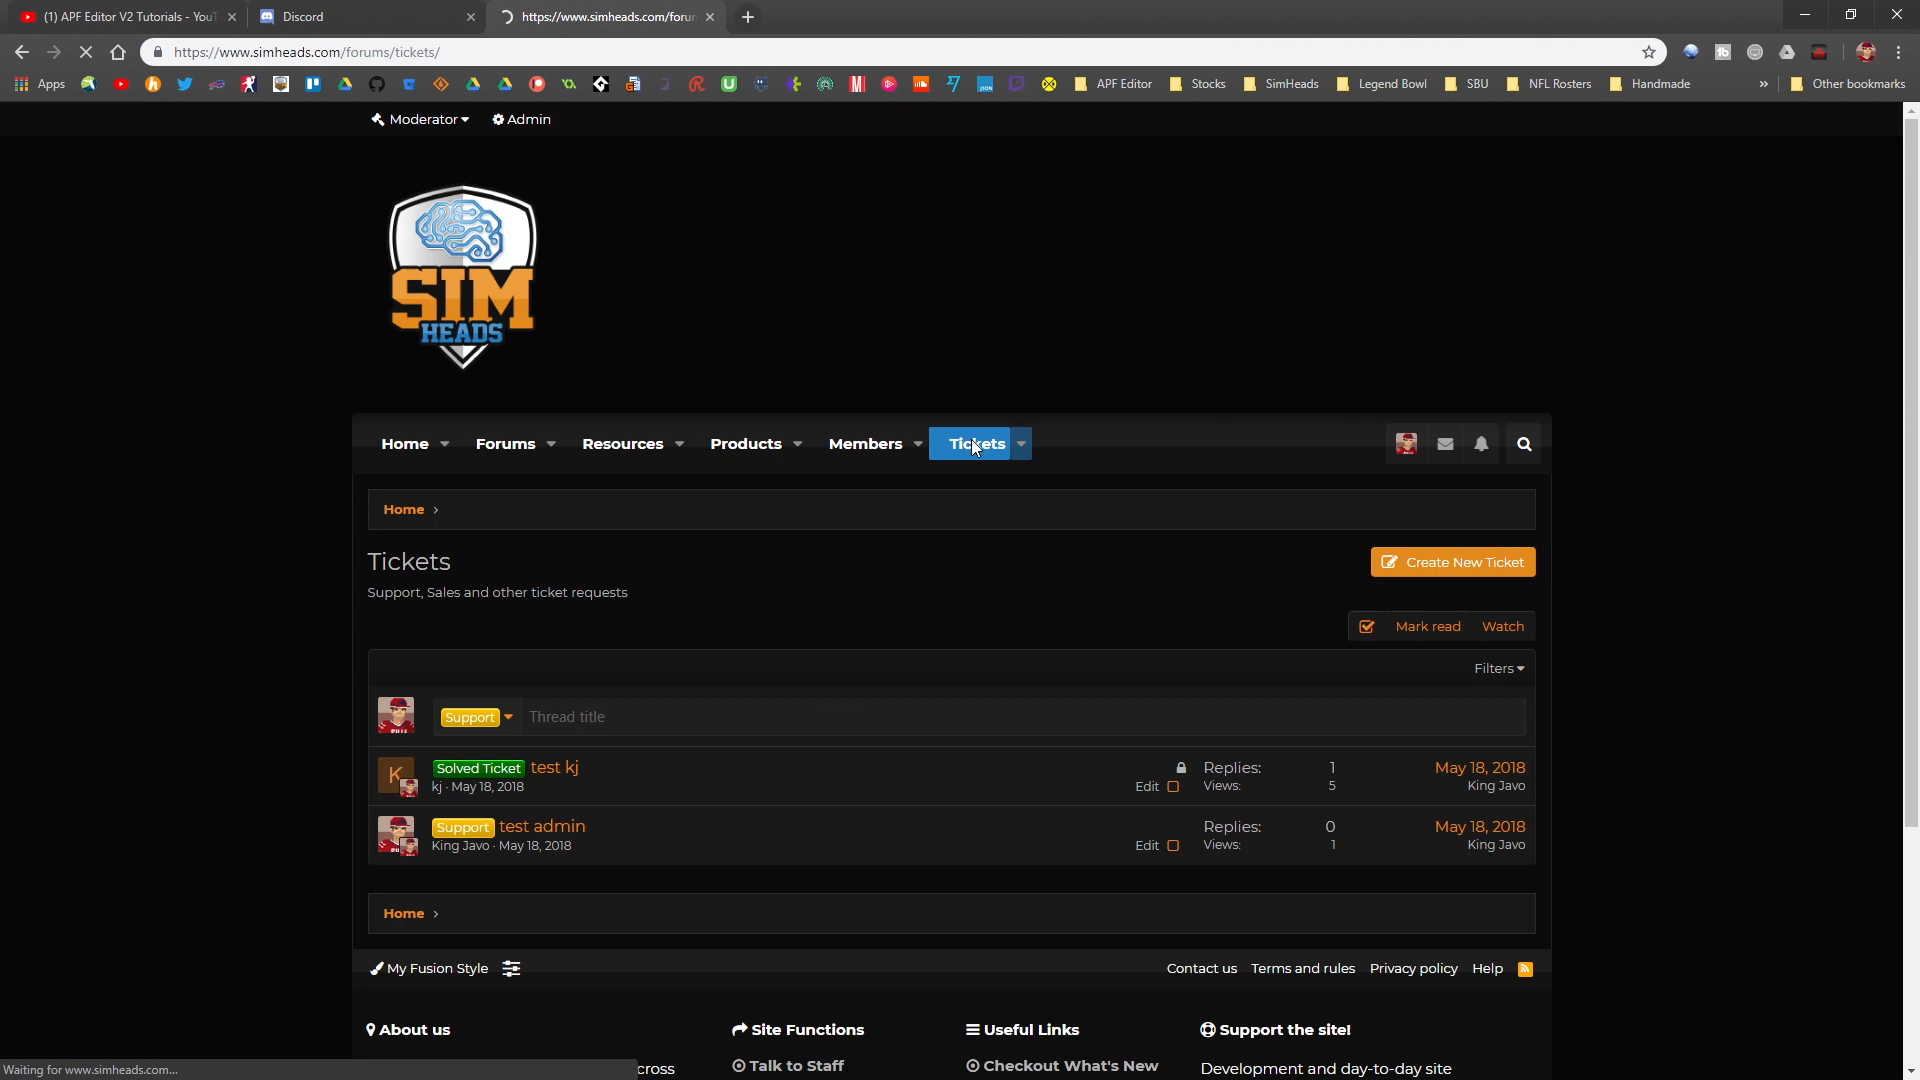 (1) APF Editor V2 Tutorials - YouT
Discord
https://www.simheads.com/forun
https://www.simheads.com/forums/tickets/
Apps
APF Editor
Stocks
SimHeads
Legend Bowl
SBU
NFL Rosters
Handmade
»
Other bookmarks
Moderator
Admin
SIM
HEADS
Home
Forums
Resources
Products
Members
Tickets
Home
Tickets
Create New Ticket
Support, Sales and other ticket requests
Mark read Watch
Filters
Support Thread title
K
Solved Ticket test kj
kj · May 18, 2018
Edit
Replies: 1
Views: 5
May 18, 2018
King Javo
Support test admin
King Javo · May 18, 2018
Edit
Replies: 0
Views: 1
May 18, 2018
King Javo
Home
My Fusion Style
Contact us Terms and rules Privacy policy Help
About us
Site Functions
Useful Links
Support the site!
cross
Talk to Staff
Checkout What's New
Development and day-to-day site
Waiting for www.simheads.com...